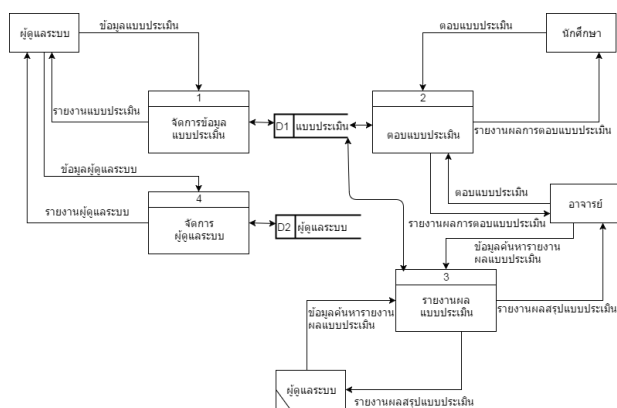 ผู้ดูแลระบบ
ข้อมูลแบบประเมิน
ตอบแบบประเมิน
นักศึกษา
1
จัดการข้อมูล
แบบประเมิน
รายงานแบบประเมิน
D1 แบบประเมิน
2
ตอบแบบประเมิน
รายงานผลการตอบแบบประเมิน
ข้อมูลผู้ดูแลระบบ
4
จัดการ
ผู้ดูแลระบบ
รายงานผู้ดูแลระบบ
D2 ผู้ดูแลระบบ
ตอบแบบประเมิน
อาจารย์
รายงานผลการตอบแบบประเมิน
ข้อมูลค้นหารายงาน
ผลแบบประเมิน
3
รายงานผล
แบบประเมิน
ข้อมูลค้นหารายงาน
ผลแบบประเมิน
รายงานผลสรุปแบบประเมิน
ผู้ดูแลระบบ
รายงานผลสรุปแบบประเมิน